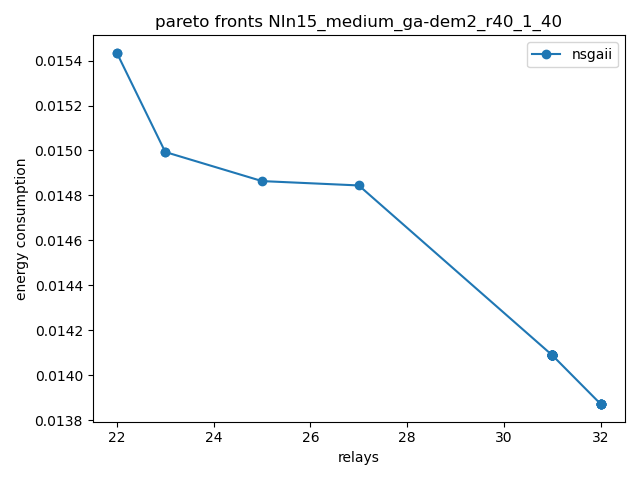 pareto fronts NIn15_medium_ga-dem2_r40_1_40
nsgaii
0.0154
0.0152
0.0150
0.0148
0.0146
0.0144
0.0142
0.0140
0.0138
energy consumption
22 24 26 28 30 32
relays